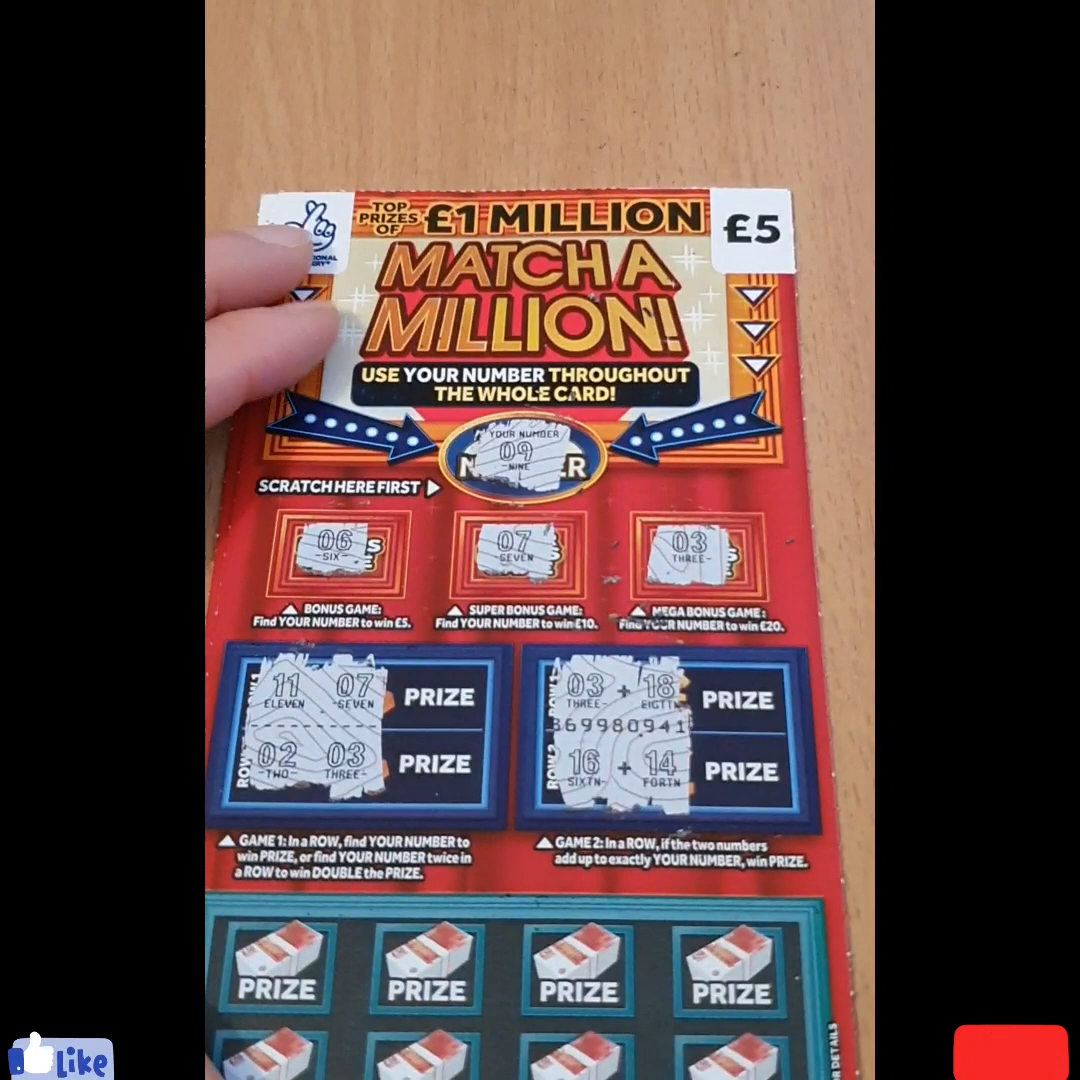 TOP
PRIZES
OF
£1 MILLION
£5
MATCH A
MILLION!
USE YOUR NUMBER THROUGHOUT
THE WHOLE CARD!
YOUR NUMBER
09
-NINE
SCRATCH HERE FIRST
06
-SIX-
07
SEVEN
03
THREE-
BONUS GAME:
Find YOUR NUMBER to win £5.
SUPER BONUS GAME:
Find YOUR NUMBER to win £10.
MEGA BONUS GAME:
Find YOUR NUMBER to win £20.
11 07
ELEVEN -SEVEN
PRIZE
ROW
02 03
-TWO- THREE-
PRIZE
03 + 18
THREE- EIGTTN
PRIZE
369980941
ROW 2
16 + 14
SIXTN- FORTN
PRIZE
GAME 1: In a ROW, find YOUR NUMBER to
win PRIZE, or find YOUR NUMBER twice in
a ROW to win DOUBLE the PRIZE.
GAME 2: In a ROW, if the two numbers
add up to exactly YOUR NUMBER, win PRIZE.
PRIZE PRIZE PRIZE PRIZE
R DETAILS
Like